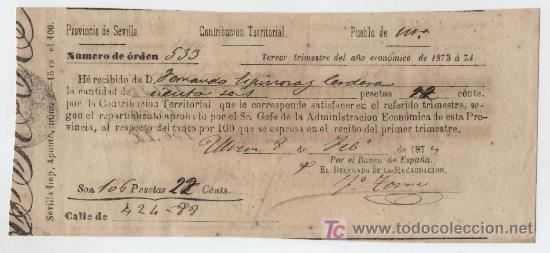 Provincia de Sevilla. Contribucion Territorial. Pueblo de
Número de órden 533 Tercer trimestre del año económico de 1873 á 74.
Hé recibido de D. Fernando Espinosa y
la cantidad de ciento seis pesetas 22 cénts.
por la Contribucion Territorial que le corresponde satisfacer en el referido trimestre, se-
gun el repartimiento aprobado por el Sr. Gefe de la Administracion Económica de esta Pro-
vincia, al respecto del tanto por 100 que se espresa en el recibo del primer trimestre.
8 de Feb.º de 1874
Por el Banco de España.
EL DELEGADO DE LA RECAUDACION,
Son 106 Pesetas 22 Cénts.
Calle de 424-88
Sevilla Imp. Aponte,
todocoleccion.net